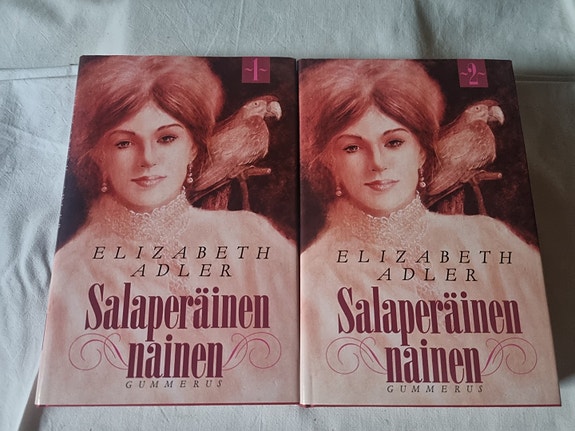 ~1~
ELIZABETH
ADLER
Salaperäinen
nainen
GUMMERUS
~2~
ELIZABETH
ADLER
Salaperäinen
nainen
GUMMERUS